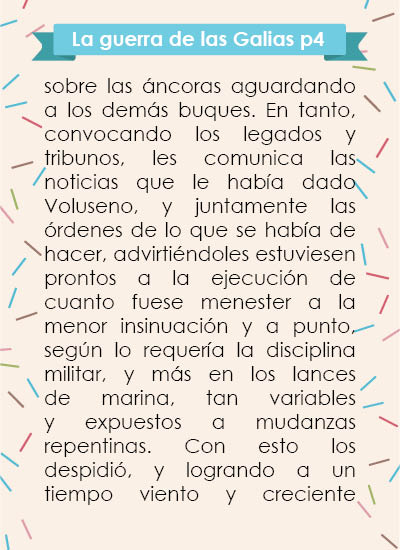 La guerra de las Galias p4
sobre las áncoras aguardando
a los demás buques. En tanto,
convocando los legados y
tribunos, les comunica las
noticias que le había dado
Voluseno, y juntamente las
órdenes de lo que se había de
hacer, advirtiéndoles estuviesen
prontos a la ejecución de
cuanto fuese menester a la
menor insinuación y a punto,
según lo requería la disciplina
militar, y más en los lances
de marina, tan variables
y expuestos a mudanzas
repentinas. Con esto los
despidió, y logrando a un
tiempo viento y creciente